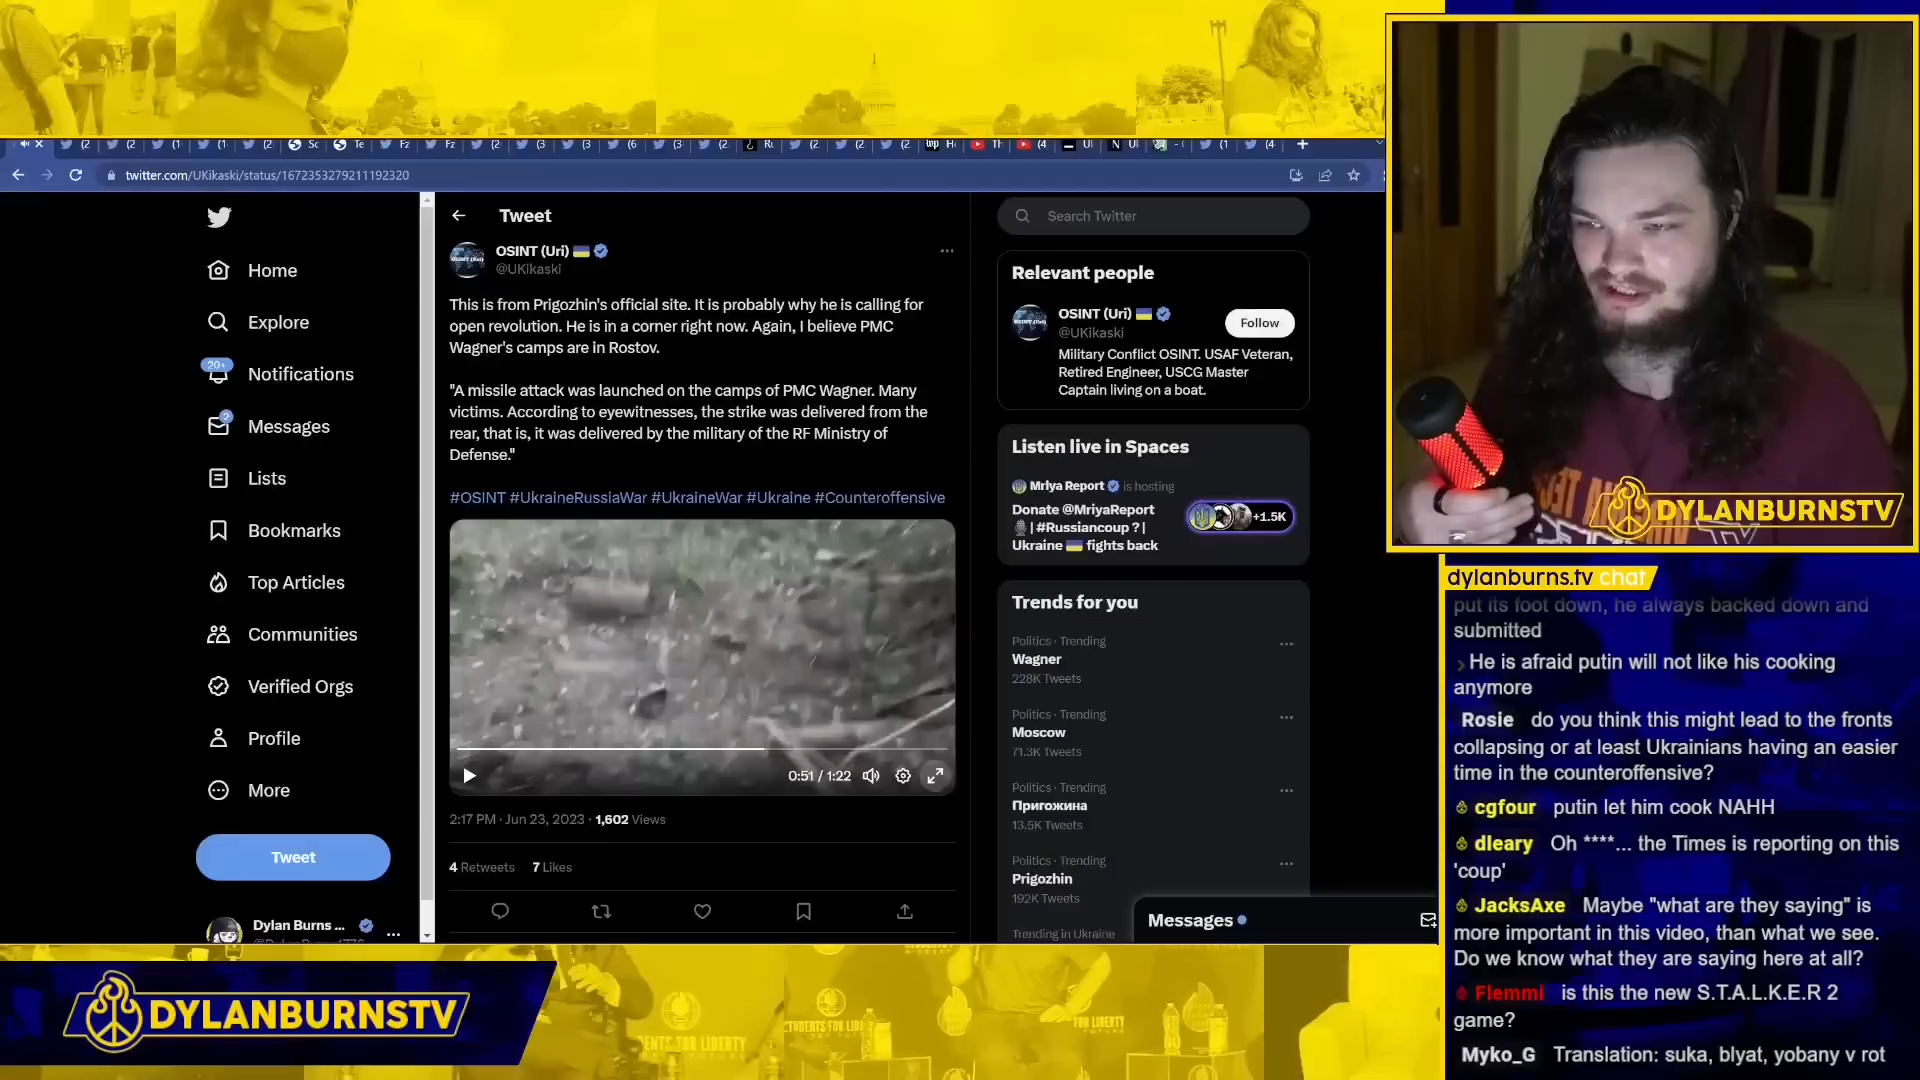 twitter.com/UKikaski/status/1672353279211192320
Tweet
Search Twitter
OSINT (Uri)
@UKikaski
This is from Prigozhin's official site. It is probably why he is calling for
open revolution. He is in a corner right now. Again, I believe PMC
Wagner's camps are in Rostov.
"A missile attack was launched on the camps of PMC Wagner. Many
victims. According to eyewitnesses, the strike was delivered from the
rear, that is, it was delivered by the military of the RF Ministry of
Defense."
#OSINT #UkraineRussiaWar #UkraineWar #Ukraine #Counteroffensive
0:51 / 1:22
2:17 PM · Jun 23, 2023 · 1,602 Views
4 Retweets 7 Likes
Home
Explore
20+
Notifications
2
Messages
Lists
Bookmarks
Top Articles
Communities
Verified Orgs
Profile
More
Tweet
Dylan Burns ...
Relevant people
OSINT (Uri)
@UKikaski
Follow
Military Conflict OSINT. USAF Veteran,
Retired Engineer, USCG Master
Captain living on a boat.
Listen live in Spaces
Mriya Report is hosting
Donate @MriyaReport
| #Russiancoup ? |
Ukraine fights back
+1.5K
Trends for you
Politics · Trending
Wagner
228K Tweets
Politics · Trending
Moscow
71.3K Tweets
Politics · Trending
Пригожина
13.5K Tweets
Politics · Trending
Prigozhin
192K Tweets
Trending in Ukraine
Messages
DYLANBURNSTV
dylanburns.tv chat
put its foot down, he always backed down and
submitted
He is afraid putin will not like his cooking
anymore
Rosie do you think this might lead to the fronts
collapsing or at least Ukrainians having an easier
time in the counteroffensive?
cgfour putin let him cook NAHH
dleary Oh ****... the Times is reporting on this
'coup'
JacksAxe Maybe "what are they saying" is
more important in this video, than what we see.
Do we know what they are saying here at all?
Flemmi is this the new S.T.A.L.K.E.R 2
game?
Myko_G Translation: suka, blyat, yobany v rot
DYLANBURNSTV
FOR LIBERTY